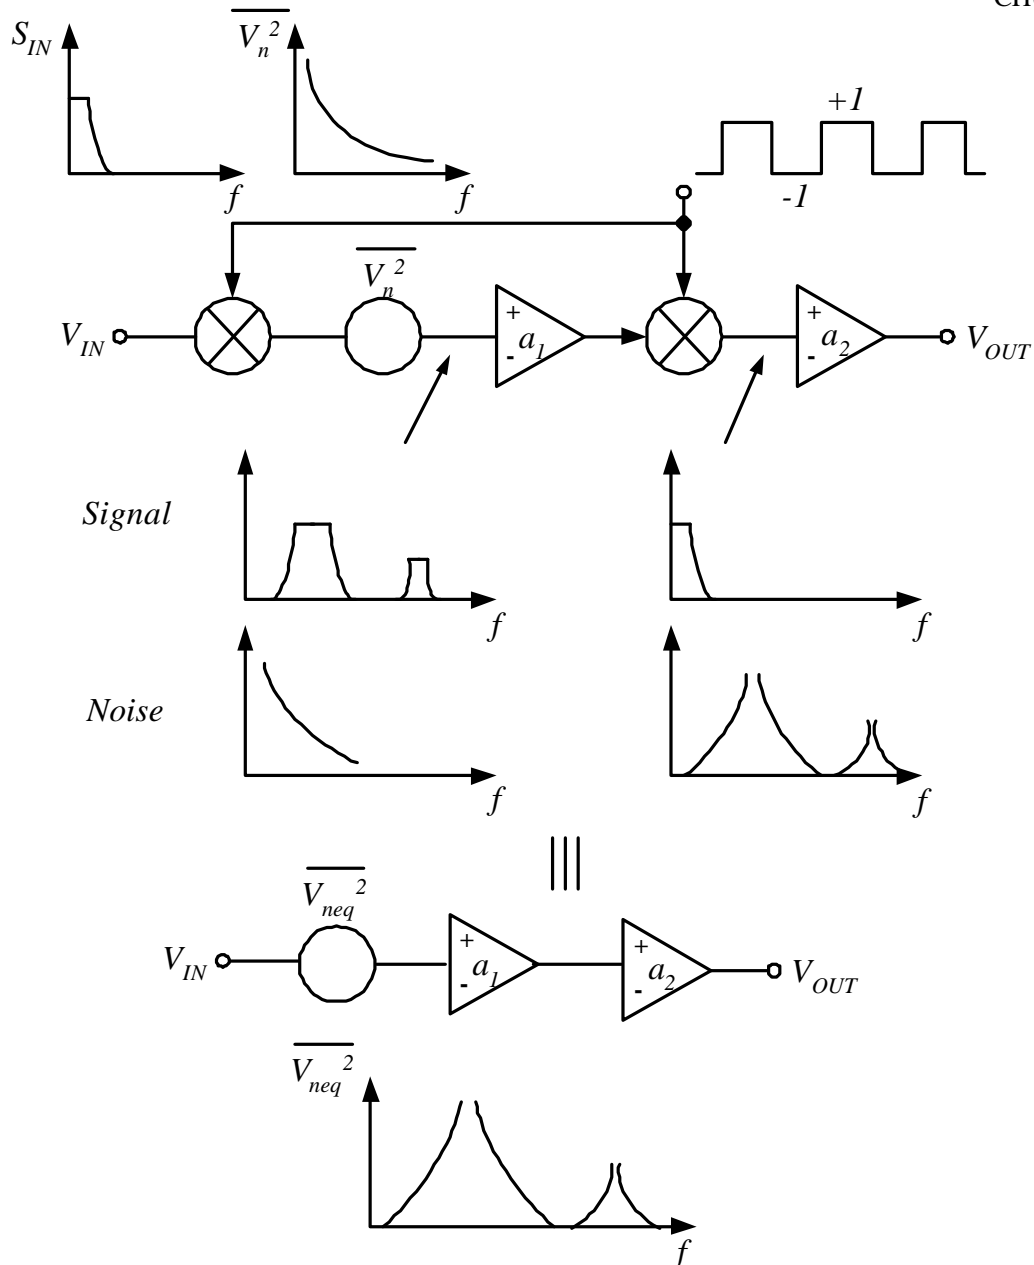 S_IN
V_n^2
f
f
+1
-1
V_n^2
V_IN
+
-
a_1
+
-
a_2
V_OUT
Signal
f
f
Noise
f
f
V_neq^2
V_IN
+
-
a_1
+
-
a_2
V_OUT
V_neq^2
f